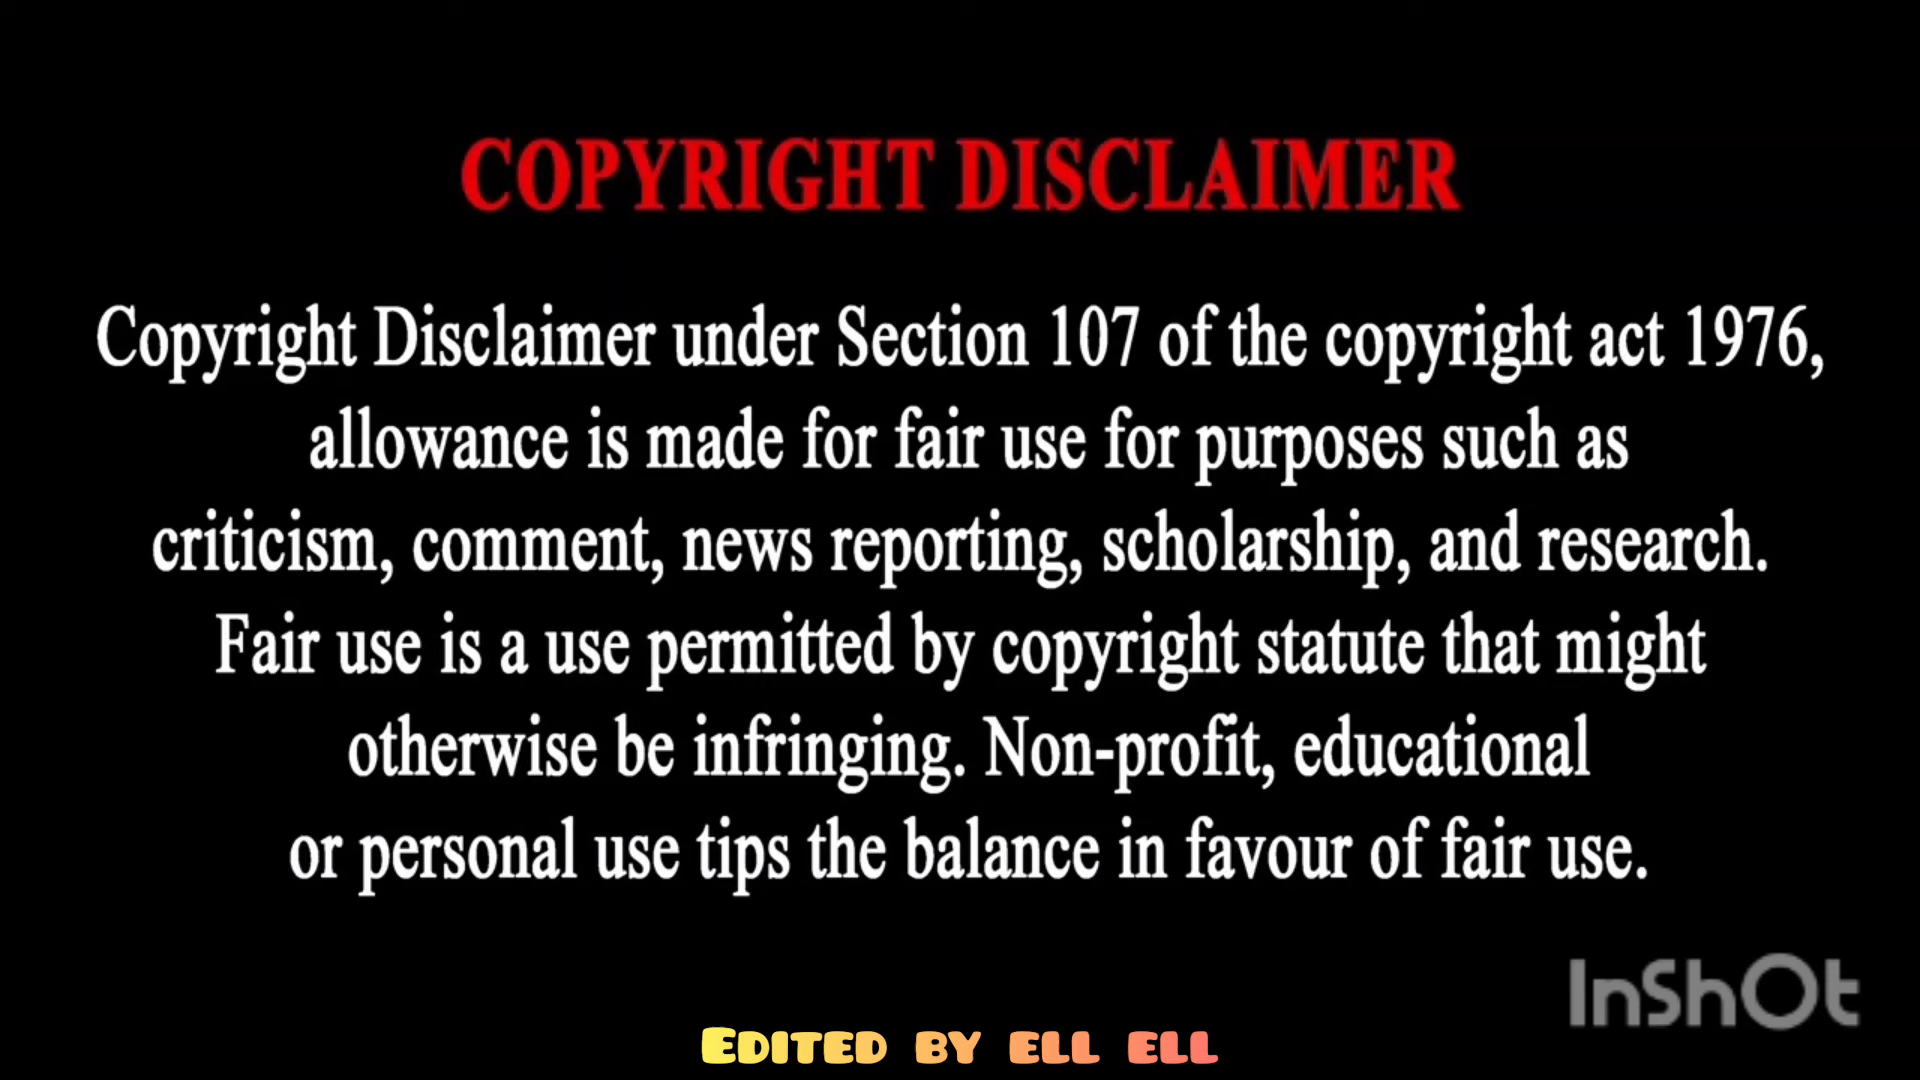 COPYRIGHT DISCLAIMER
Copyright Disclaimer under Section 107 of the copyright act 1976,
allowance is made for fair use for purposes such as
criticism, comment, news reporting, scholarship, and research.
Fair use is a use permitted by copyright statute that might
otherwise be infringing. Non-profit, educational
or personal use tips the balance in favour of fair use.
InShOt
EDITED BY ELL ELL